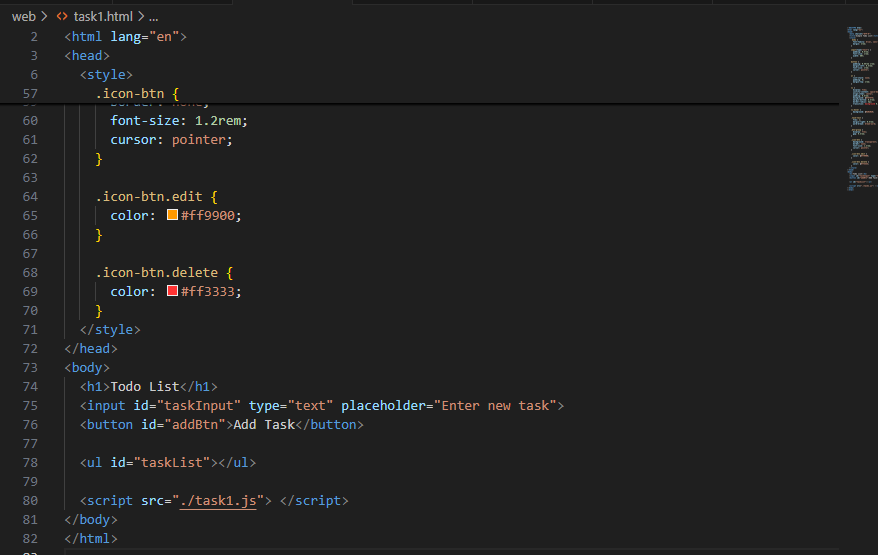 web > task1.html > ...
2 <html lang="en">
3 <head>
6 <style>
57 .icon-btn {
60 font-size: 1.2rem;
61 cursor: pointer;
62 }
63
64 .icon-btn.edit {
65 color: #ff9900;
66 }
67
68 .icon-btn.delete {
69 color: #ff3333;
70 }
71 </style>
72 </head>
73 <body>
74 <h1>Todo List</h1>
75 <input id="taskInput" type="text" placeholder="Enter new task">
76 <button id="addBtn">Add Task</button>
77
78 <ul id="taskList"></ul>
79
80 <script src="./task1.js"> </script>
81 </body>
82 </html>